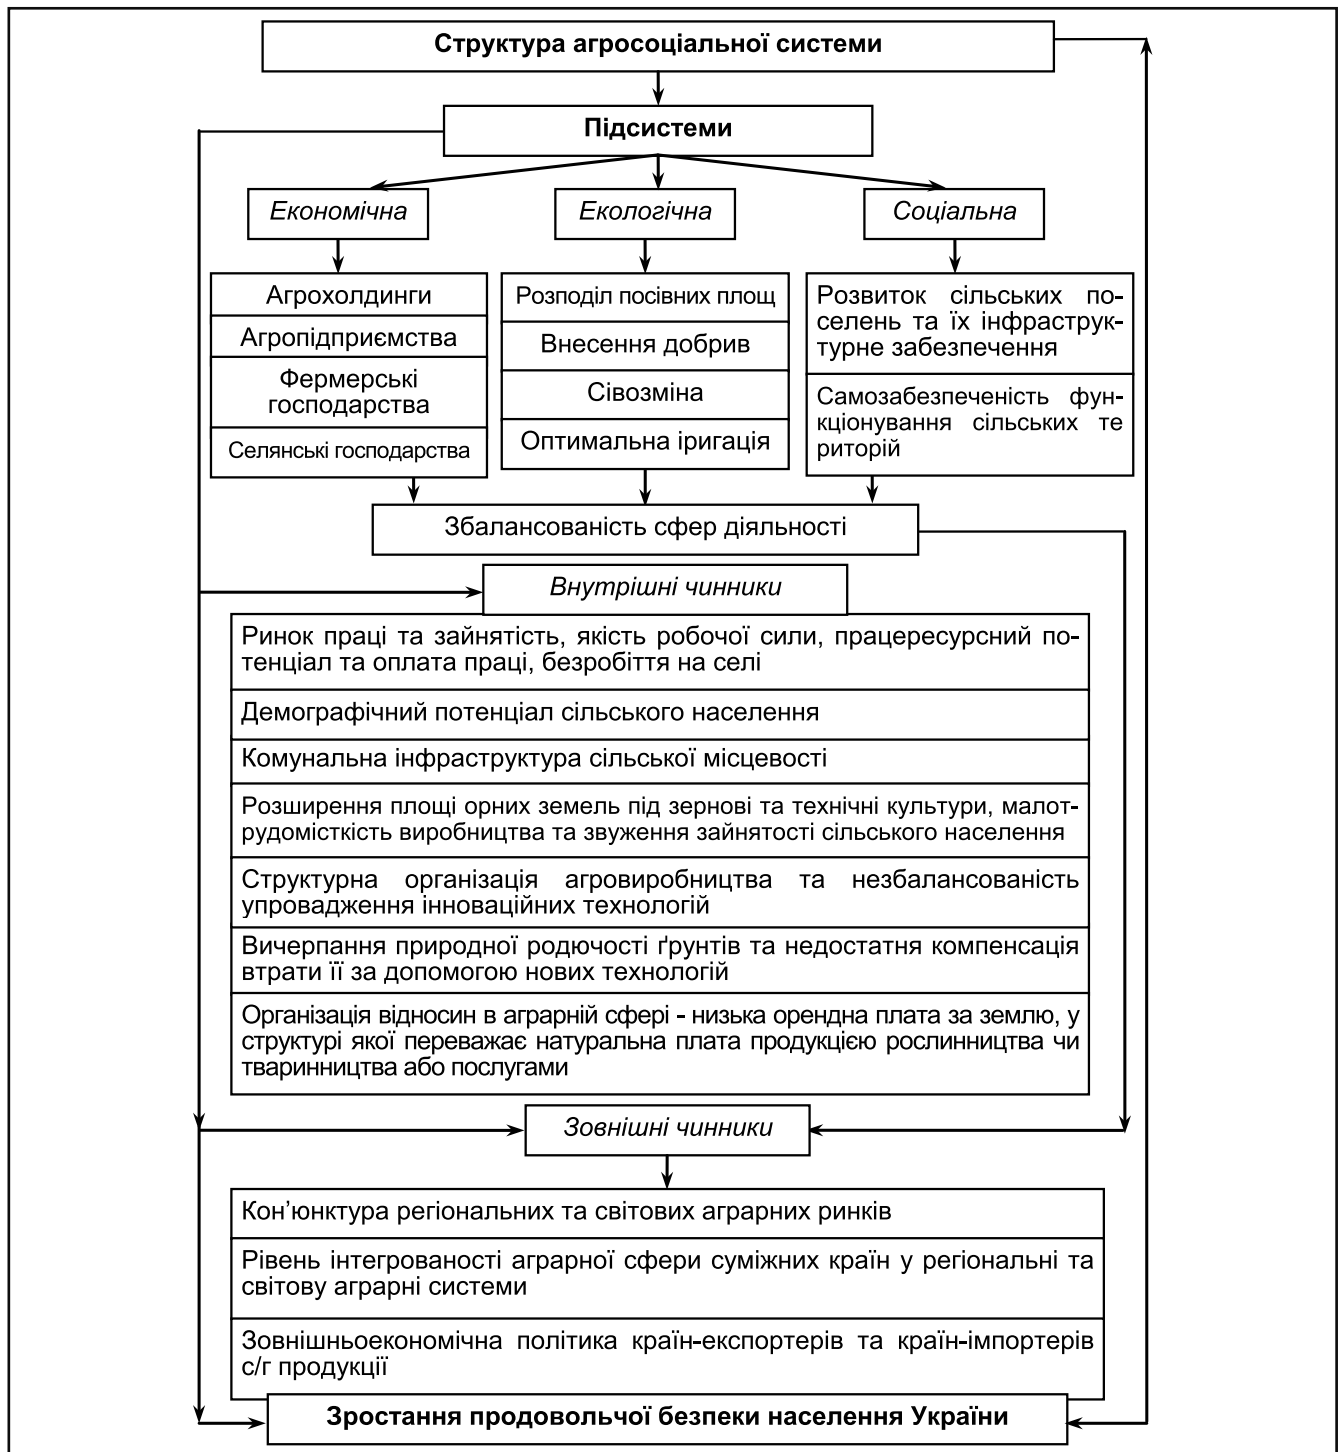 Структура агросоціальної системи
Підсистеми
Економічна
Екологічна
Соціальна
Агрохолдинги
Агропідприємства
Фермерські
господарства
Селянські господарства
Розподіл посівних площ
Внесення добрив
Сівозміна
Оптимальна іригація
Розвиток сільських по-
селень та їх інфраструк-
турне забезпечення
Самозабезпеченість фун-
кціонування сільських те
риторій
Збалансованість сфер діяльності
Внутрішні чинники
Ринок праці та зайнятість, якість робочої сили, працересурсний по-
тенціал та оплата праці, безробіття на селі
Демографічний потенціал сільського населення
Комунальна інфраструктура сільської місцевості
Розширення площі орних земель під зернові та технічні культури, малот-
рудомісткість виробництва та звуження зайнятості сільського населення
Структурна організація агровиробництва та незбалансованість
упровадження інноваційних технологій
Вичерпання природної родючості ґрунтів та недостатня компенсація
втрати її за допомогою нових технологій
Організація відносин в аграрній сфері - низька орендна плата за землю, у
структурі якої переважає натуральна плата продукцією рослинництва чи
тваринництва або послугами
Зовнішні чинники
Кон’юнктура регіональних та світових аграрних ринків
Рівень інтегрованості аграрної сфери суміжних країн у регіональні та
світову аграрні системи
Зовнішньоекономічна політика країн-експортерів та країн-імпортерів
с/г продукції
Зростання продовольчої безпеки населення України